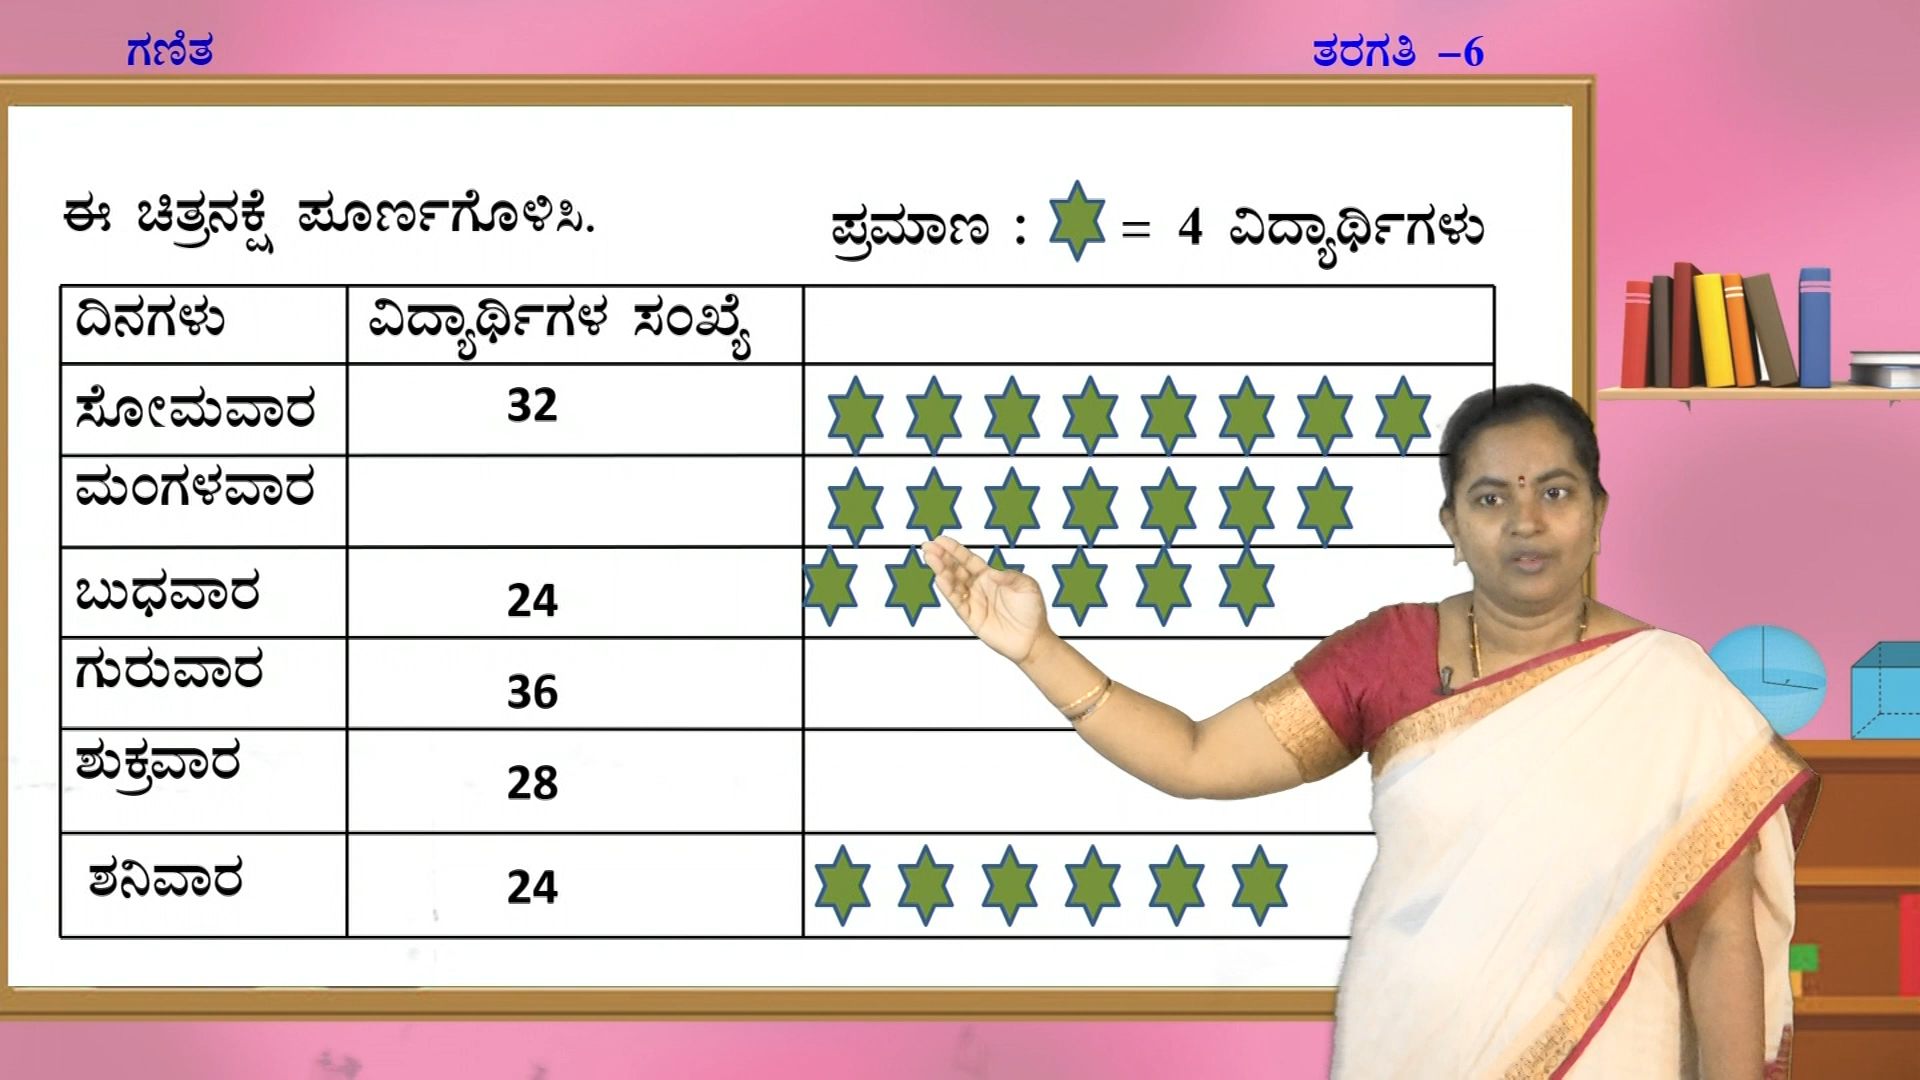 ಗಣಿತ
ತರಗತಿ –6
ಈ ಚಿತ್ರನಕ್ಷೆ ಪೂರ್ಣಗೊಳಿಸಿ.
ಪ್ರಮಾಣ : = 4 ವಿದ್ಯಾರ್ಥಿಗಳು
ದಿನಗಳು ವಿದ್ಯಾರ್ಥಿಗಳ ಸಂಖ್ಯೆ
ಸೋಮವಾರ 32
ಮಂಗಳವಾರ
ಬುಧವಾರ 24
ಗುರುವಾರ 36
ಶುಕ್ರವಾರ 28
ಶನಿವಾರ 24